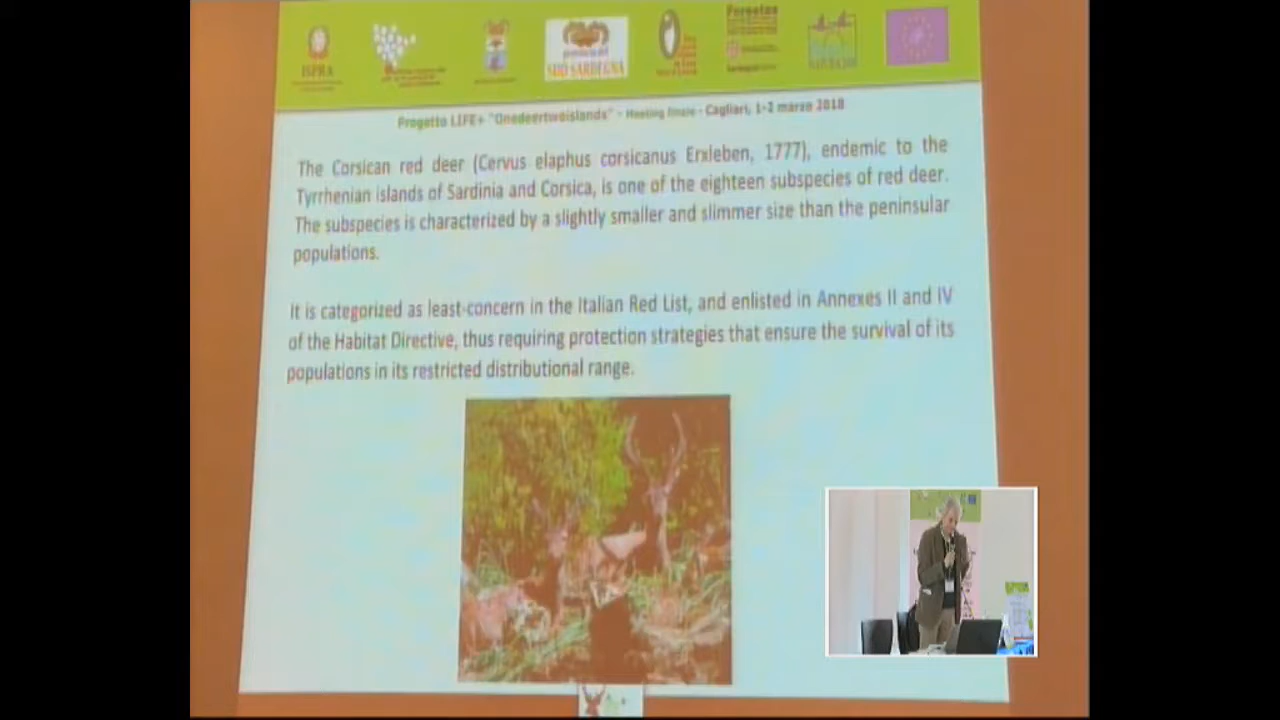 ISPRA
SUD SARDEGNA
Forestas
Progetto LIFE+ "Onedeertwoislands" - Meeting finale - Cagliari, 1-2 marzo 2018
The Corsican red deer (Cervus elaphus corsicanus Erxleben, 1777), endemic to the
Tyrrhenian islands of Sardinia and Corsica, is one of the eighteen subspecies of red deer.
The subspecies is characterized by a slightly smaller and slimmer size than the peninsular
populations.
It is categorized as least-concern in the Italian Red List, and enlisted in Annexes II and IV
of the Habitat Directive, thus requiring protection strategies that ensure the survival of its
populations in its restricted distributional range.